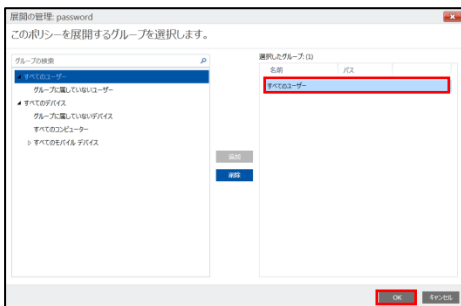 展開の管理: password
このポリシーを展開するグループを選択します。
グループの検索
すべてのユーザー
グループに属していないユーザー
すべてのデバイス
グループに属していないデバイス
すべてのコンピューター
すべてのモバイル デバイス
追加
削除
選択したグループ: (1)
名前 パス
すべてのユーザー
OK キャンセル